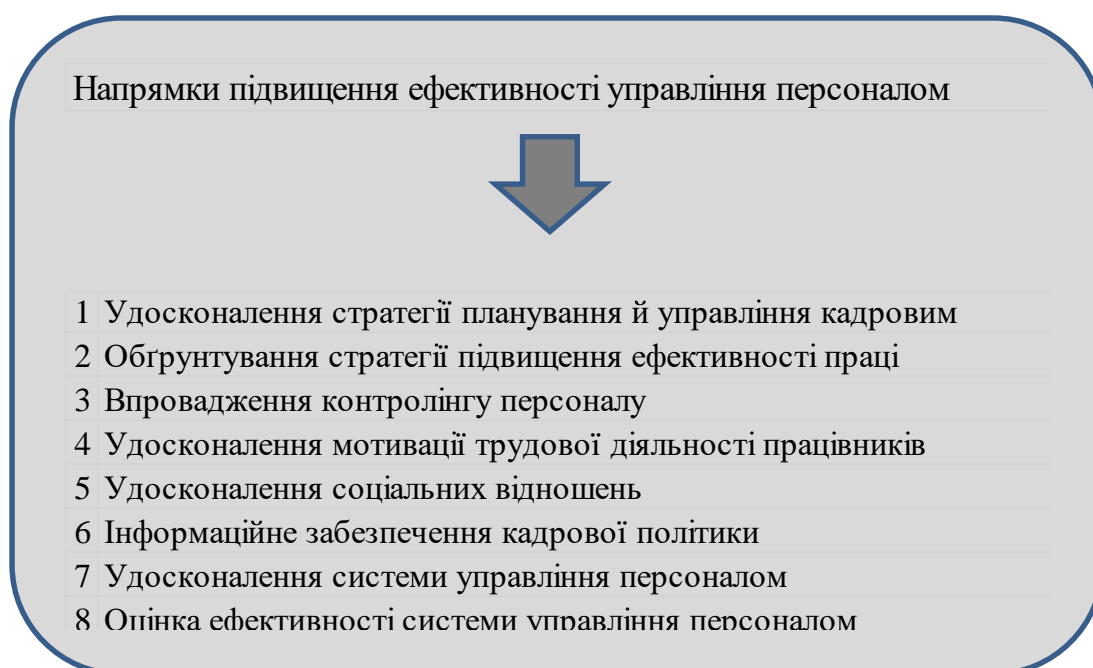 Напрямки підвищення ефективності управління персоналом
1 Удосконалення стратегії планування й управління кадровим
2 Обґрунтування стратегії підвищення ефективності праці
3 Впровадження контролінгу персоналу
4 Удосконалення мотивації трудової діяльності працівників
5 Удосконалення соціальних відношень
6 Інформаційне забезпечення кадрової політики
7 Удосконалення системи управління персоналом
8 Оцінка ефективності системи управління персоналом